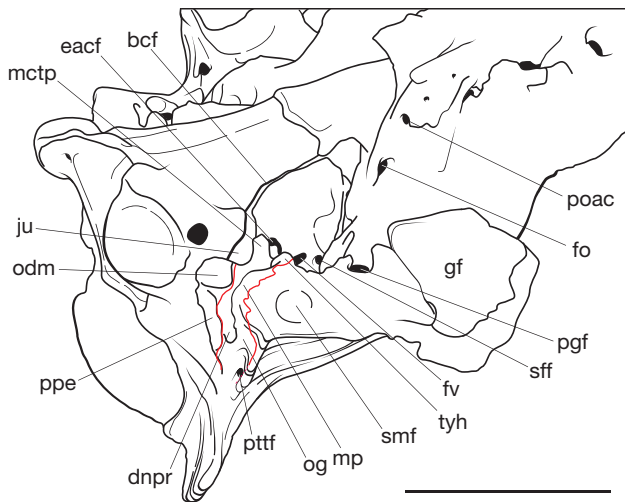 bcf
eacf
mctp
poac
ju
fo
odm
gf
pgf
sff
ppe
fv
tyh
smf
pttf
mp
og
dnpr